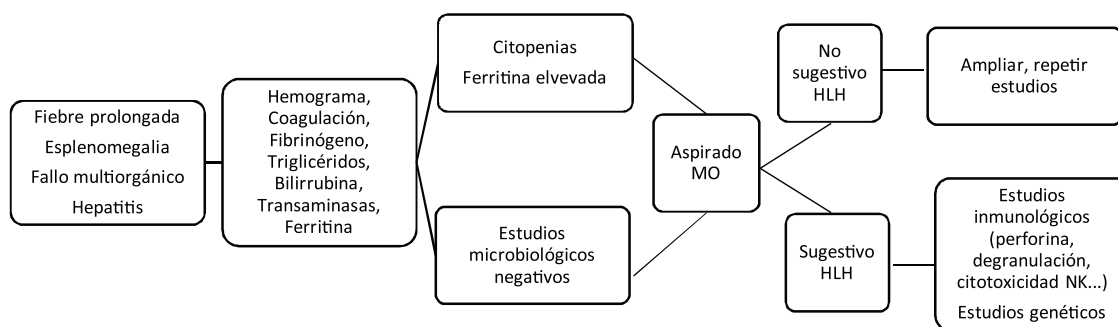 Fiebre prolongada
Esplenomegalia
Fallo multiorgánico
Hepatitis
Hemograma,
Coagulación,
Fibrinógeno,
Triglicéridos,
Bilirrubina,
Transaminasas,
Ferritina
Citopenias
Ferritina elvevada
Estudios
microbiológicos
negativos
Aspirado
MO
No
sugestivo
HLH
Ampliar, repetir
estudios
Sugestivo
HLH
Estudios
inmunológicos
(perforina,
degranulación,
citotoxicidad NK...)
Estudios genéticos